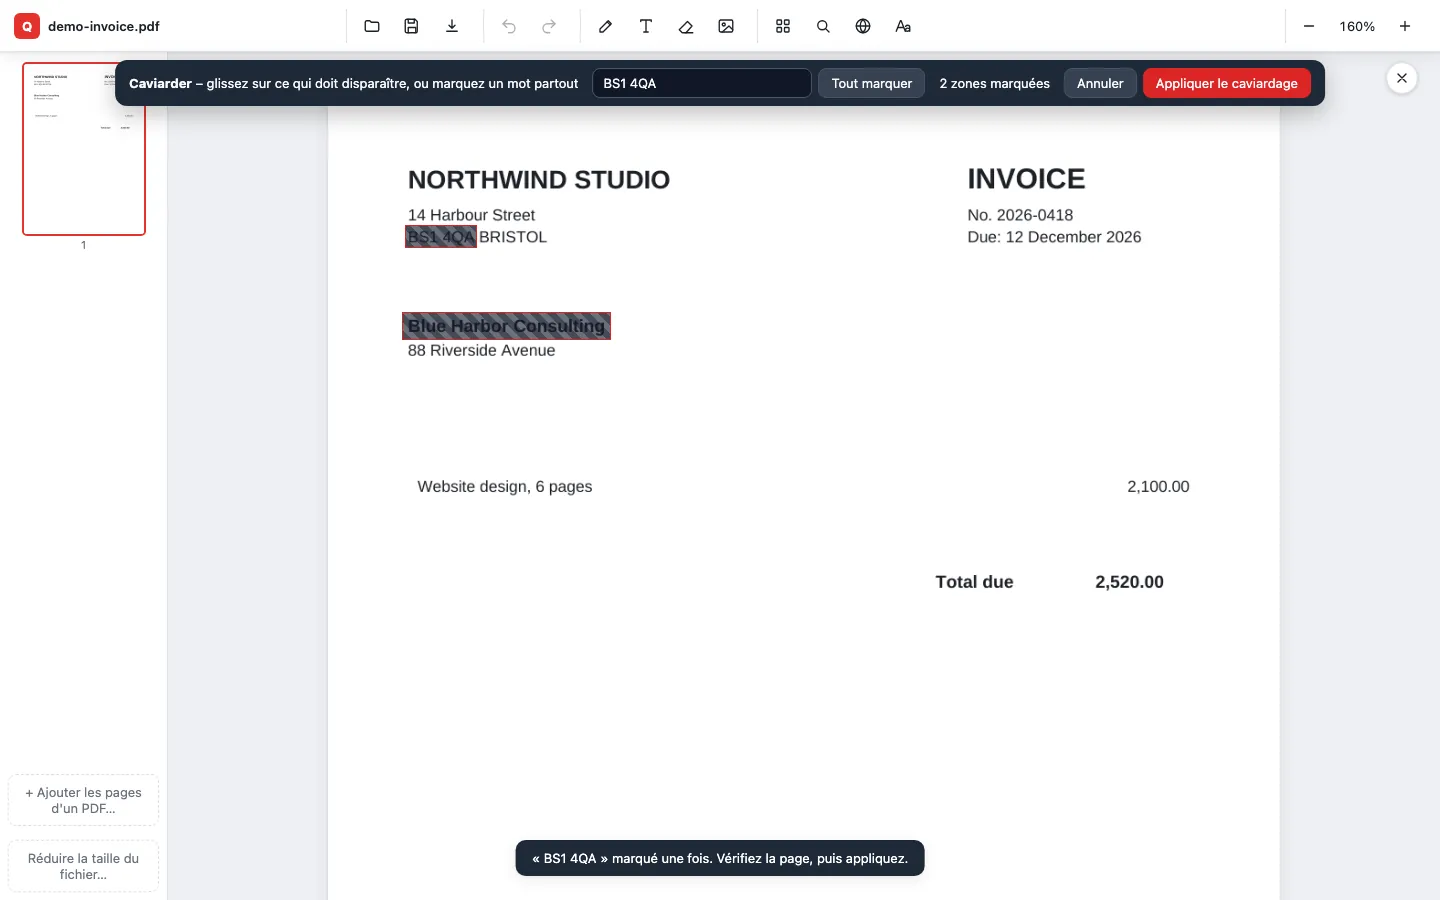 Q demo-invoice.pdf
160%
Caviarder – glissez sur ce qui doit disparaître, ou marquez un mot partout BS1 4QA Tout marquer 2 zones marquées Annuler Appliquer le caviardage
1
NORTHWIND STUDIO
14 Harbour Street
BS1 4QA BRISTOL
INVOICE
No. 2026-0418
Due: 12 December 2026
Blue Harbor Consulting
88 Riverside Avenue
Website design, 6 pages 2,100.00
Total due 2,520.00
+ Ajouter les pages
d'un PDF...
Réduire la taille du
fichier...
« BS1 4QA » marqué une fois. Vérifiez la page, puis appliquez.